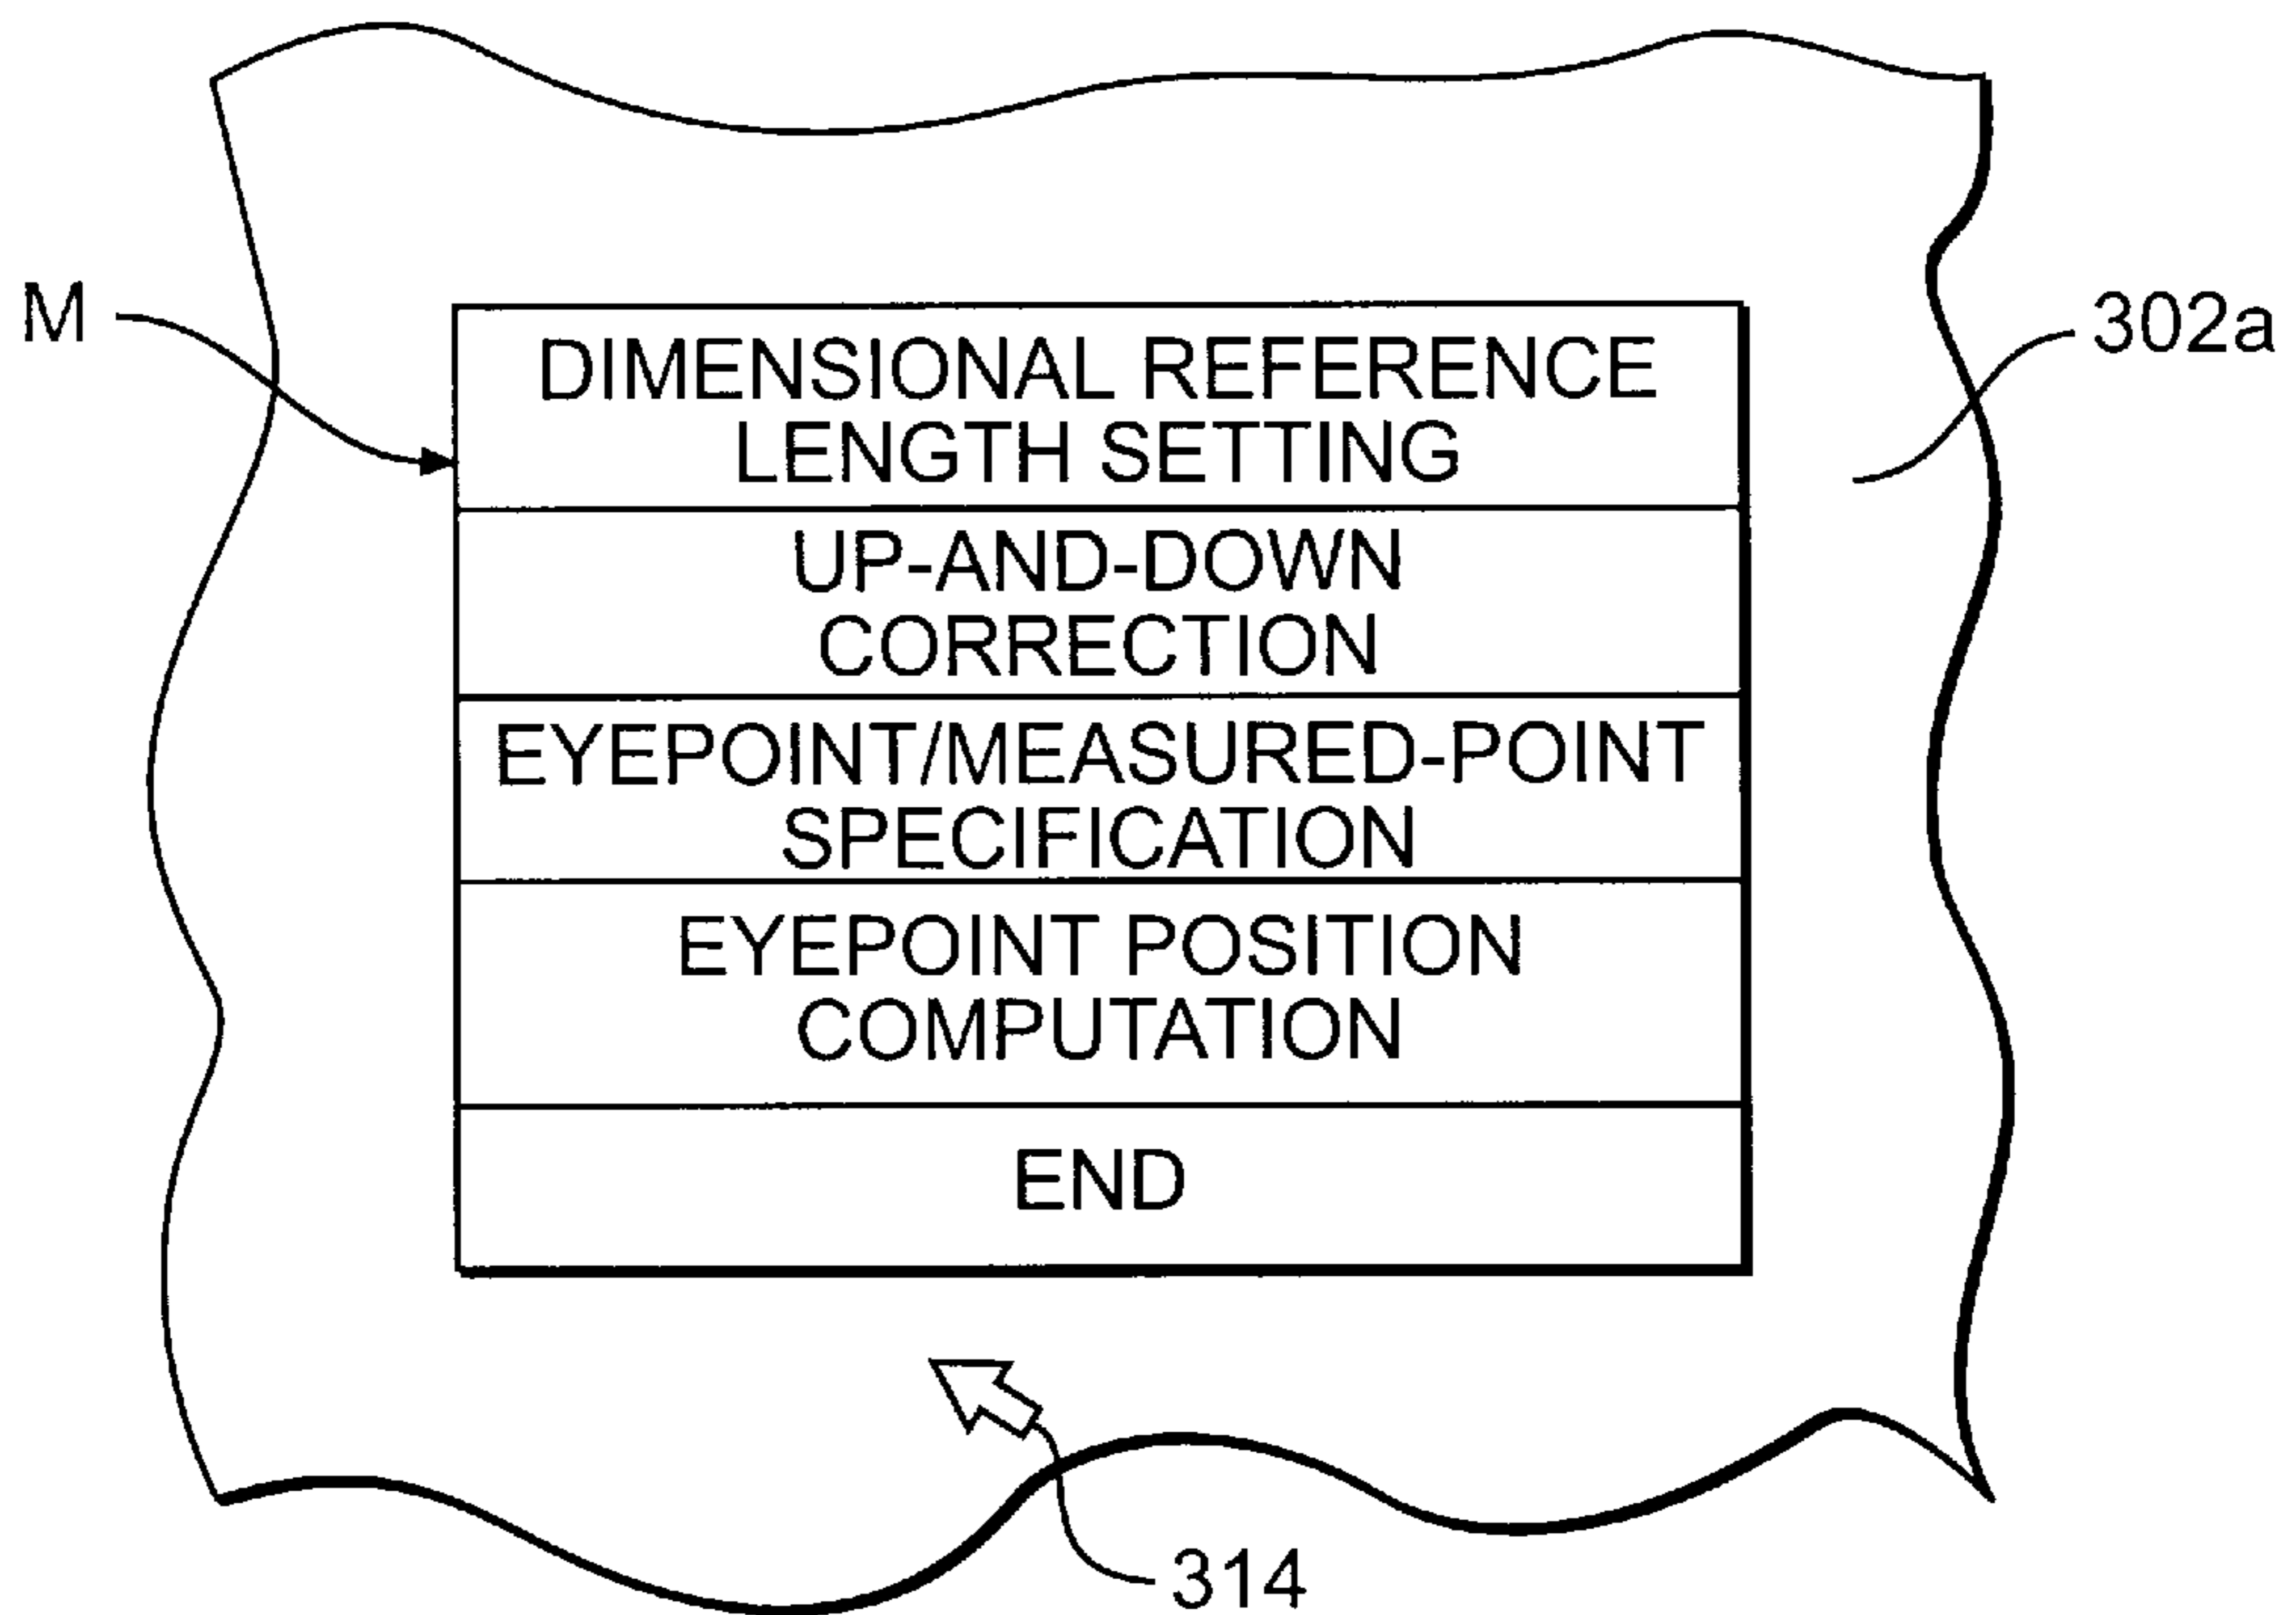 M
302a
DIMENSIONAL REFERENCE
LENGTH SETTING
UP-AND-DOWN
CORRECTION
EYEPOINT/MEASURED-POINT
SPECIFICATION
EYEPOINT POSITION
COMPUTATION
END
314